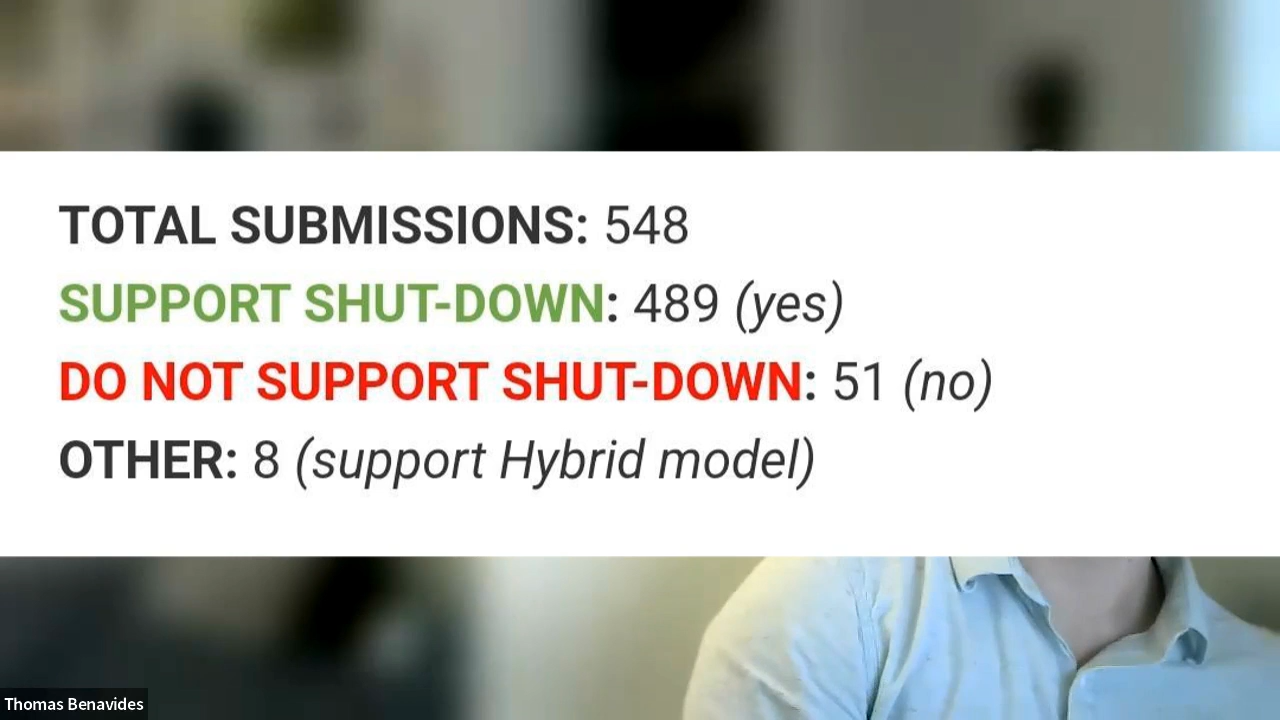 TOTAL SUBMISSIONS: 548
SUPPORT SHUT-DOWN: 489 (yes)
DO NOT SUPPORT SHUT-DOWN: 51 (no)
OTHER: 8 (support Hybrid model)
Thomas Benavides